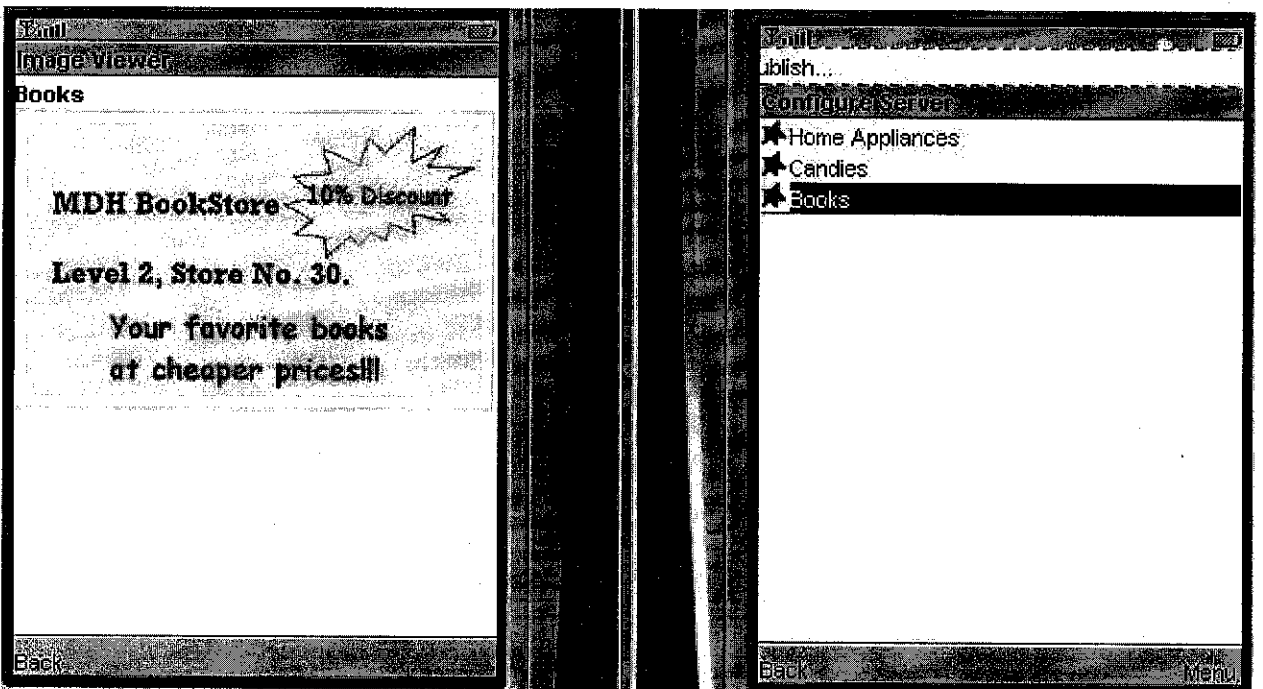 Image Viewer
Books
MDH BookStore
10% Discount
Level 2, Store No. 30.
Your favorite books
at cheaper prices!!!
Back
ublish...
Configure Server
Home Appliances
Candies
Books
Back
Menu